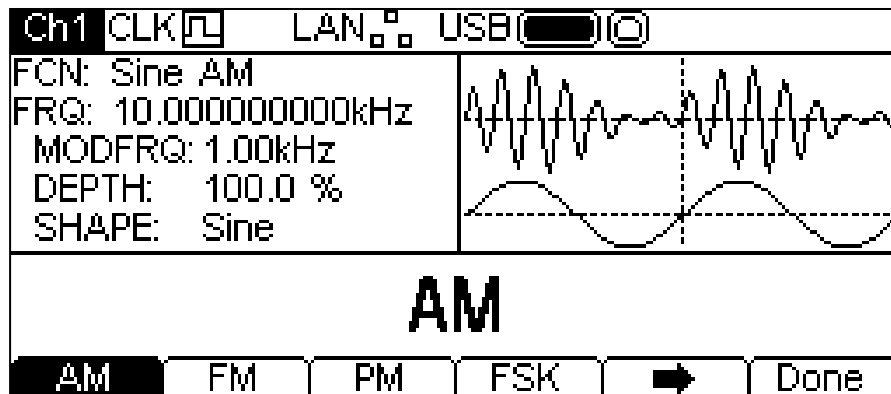 Ch1 CLK LAN USB
FCN: Sine AM
FRQ: 10.000000000kHz
MODFRQ: 1.00kHz
DEPTH: 100.0 %
SHAPE: Sine
AM
AM FM PM FSK Done